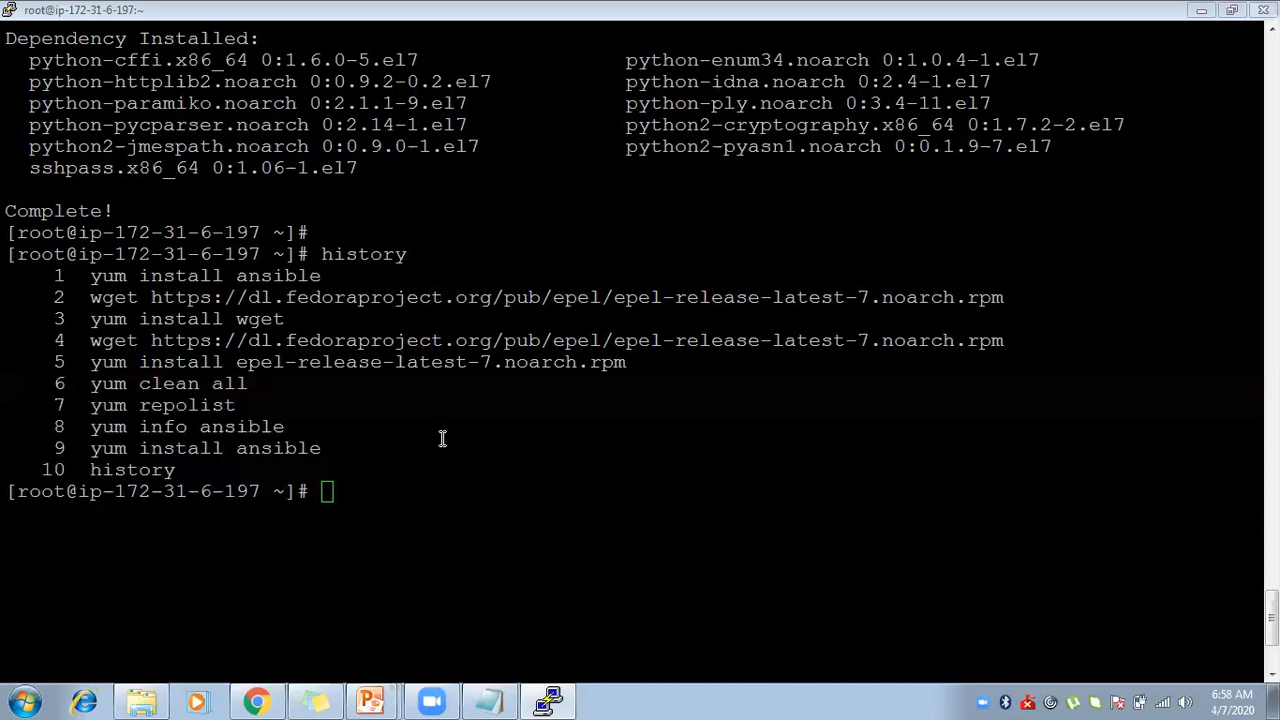 root@ip-172-31-6-197:~
Dependency Installed:
python-cffi.x86_64 0:1.6.0-5.el7 python-enum34.noarch 0:1.0.4-1.el7
python-httplib2.noarch 0:0.9.2-0.2.el7 python-idna.noarch 0:2.4-1.el7
python-paramiko.noarch 0:2.1.1-9.el7 python-ply.noarch 0:3.4-11.el7
python-pycparser.noarch 0:2.14-1.el7 python2-cryptography.x86_64 0:1.7.2-2.el7
python2-jmespath.noarch 0:0.9.0-1.el7 python2-pyasn1.noarch 0:0.1.9-7.el7
sshpass.x86_64 0:1.06-1.el7
Complete!
[root@ip-172-31-6-197 ~]#
[root@ip-172-31-6-197 ~]# history
1 yum install ansible
2 wget https://dl.fedoraproject.org/pub/epel/epel-release-latest-7.noarch.rpm
3 yum install wget
4 wget https://dl.fedoraproject.org/pub/epel/epel-release-latest-7.noarch.rpm
5 yum install epel-release-latest-7.noarch.rpm
6 yum clean all
7 yum repolist
8 yum info ansible
9 yum install ansible
10 history
[root@ip-172-31-6-197 ~]#
6:58 AM
4/7/2020